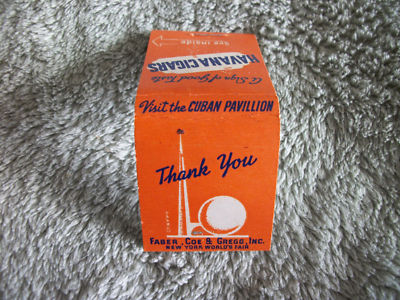 See inside
HAVANA CIGARS
A Sign of good taste
Visit the CUBAN PAVILLION
Thank You
FABER, COE & GREGG, INC.
NEW YORK WORLD'S FAIR